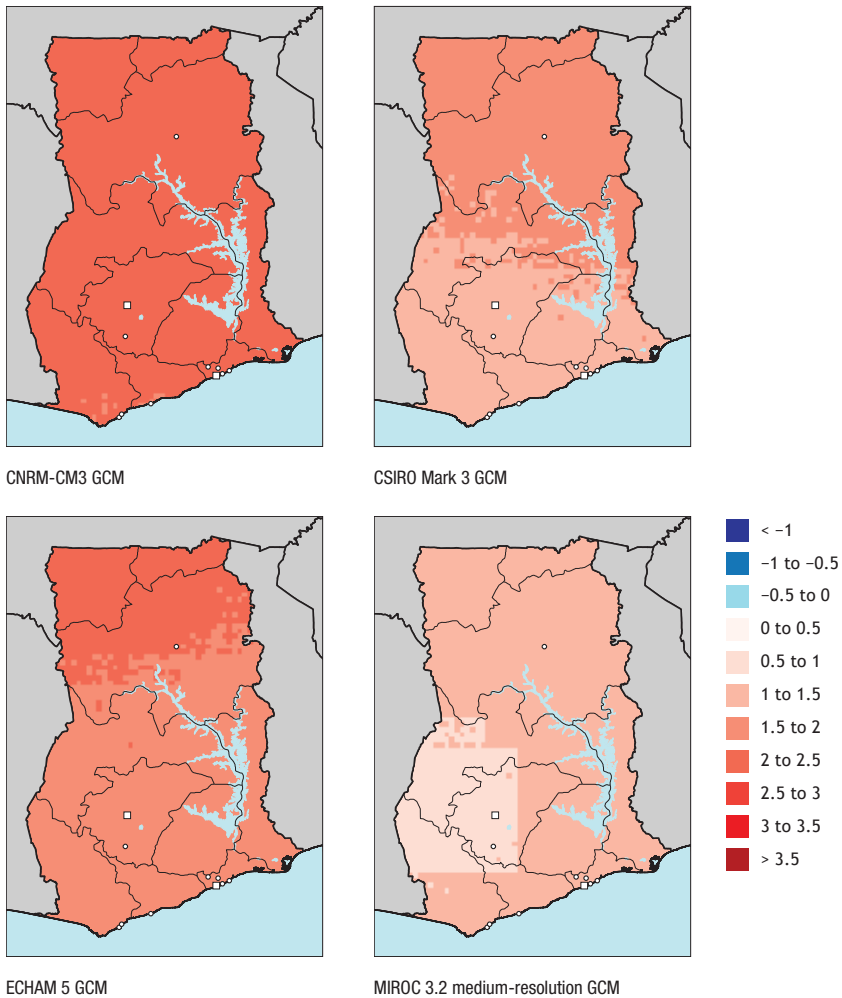 CNRM-CM3 GCM
CSIRO Mark 3 GCM
< −1
−1 to −0.5
−0.5 to 0
0 to 0.5
0.5 to 1
1 to 1.5
1.5 to 2
2 to 2.5
2.5 to 3
3 to 3.5
> 3.5
ECHAM 5 GCM
MIROC 3.2 medium-resolution GCM